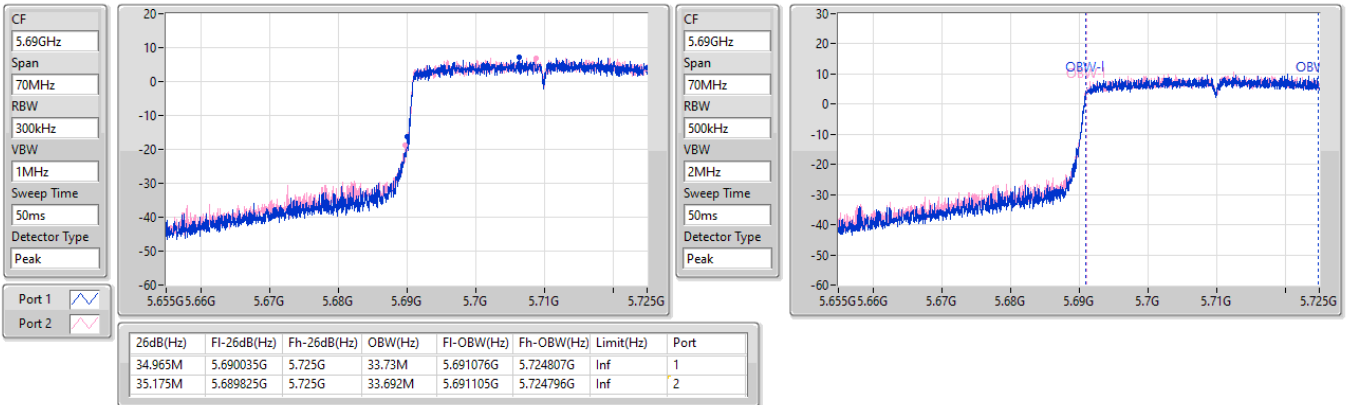 CF
5.69GHz
Span
70MHz
RBW
300kHz
VBW
1MHz
Sweep Time
50ms
Detector Type
Peak
Port 1
Port 2
20
10
0
-10
-20
-30
-40
-50
-60
5.655G 5.66G 5.67G 5.68G 5.69G 5.7G 5.71G 5.725G
CF
5.69GHz
Span
70MHz
RBW
500kHz
VBW
2MHz
Sweep Time
50ms
Detector Type
Peak
30
20
10
0
-10
-20
-30
-40
-50
-60
OBW-l
OBW-l
OBW
5.655G 5.66G 5.67G 5.68G 5.69G 5.7G 5.71G 5.725G
26dB(Hz) Fl-26dB(Hz) Fh-26dB(Hz) OBW(Hz) Fl-OBW(Hz) Fh-OBW(Hz) Limit(Hz) Port
34.965M 5.690035G 5.725G 33.73M 5.691076G 5.724807G Inf 1
35.175M 5.689825G 5.725G 33.692M 5.691105G 5.724796G Inf 2